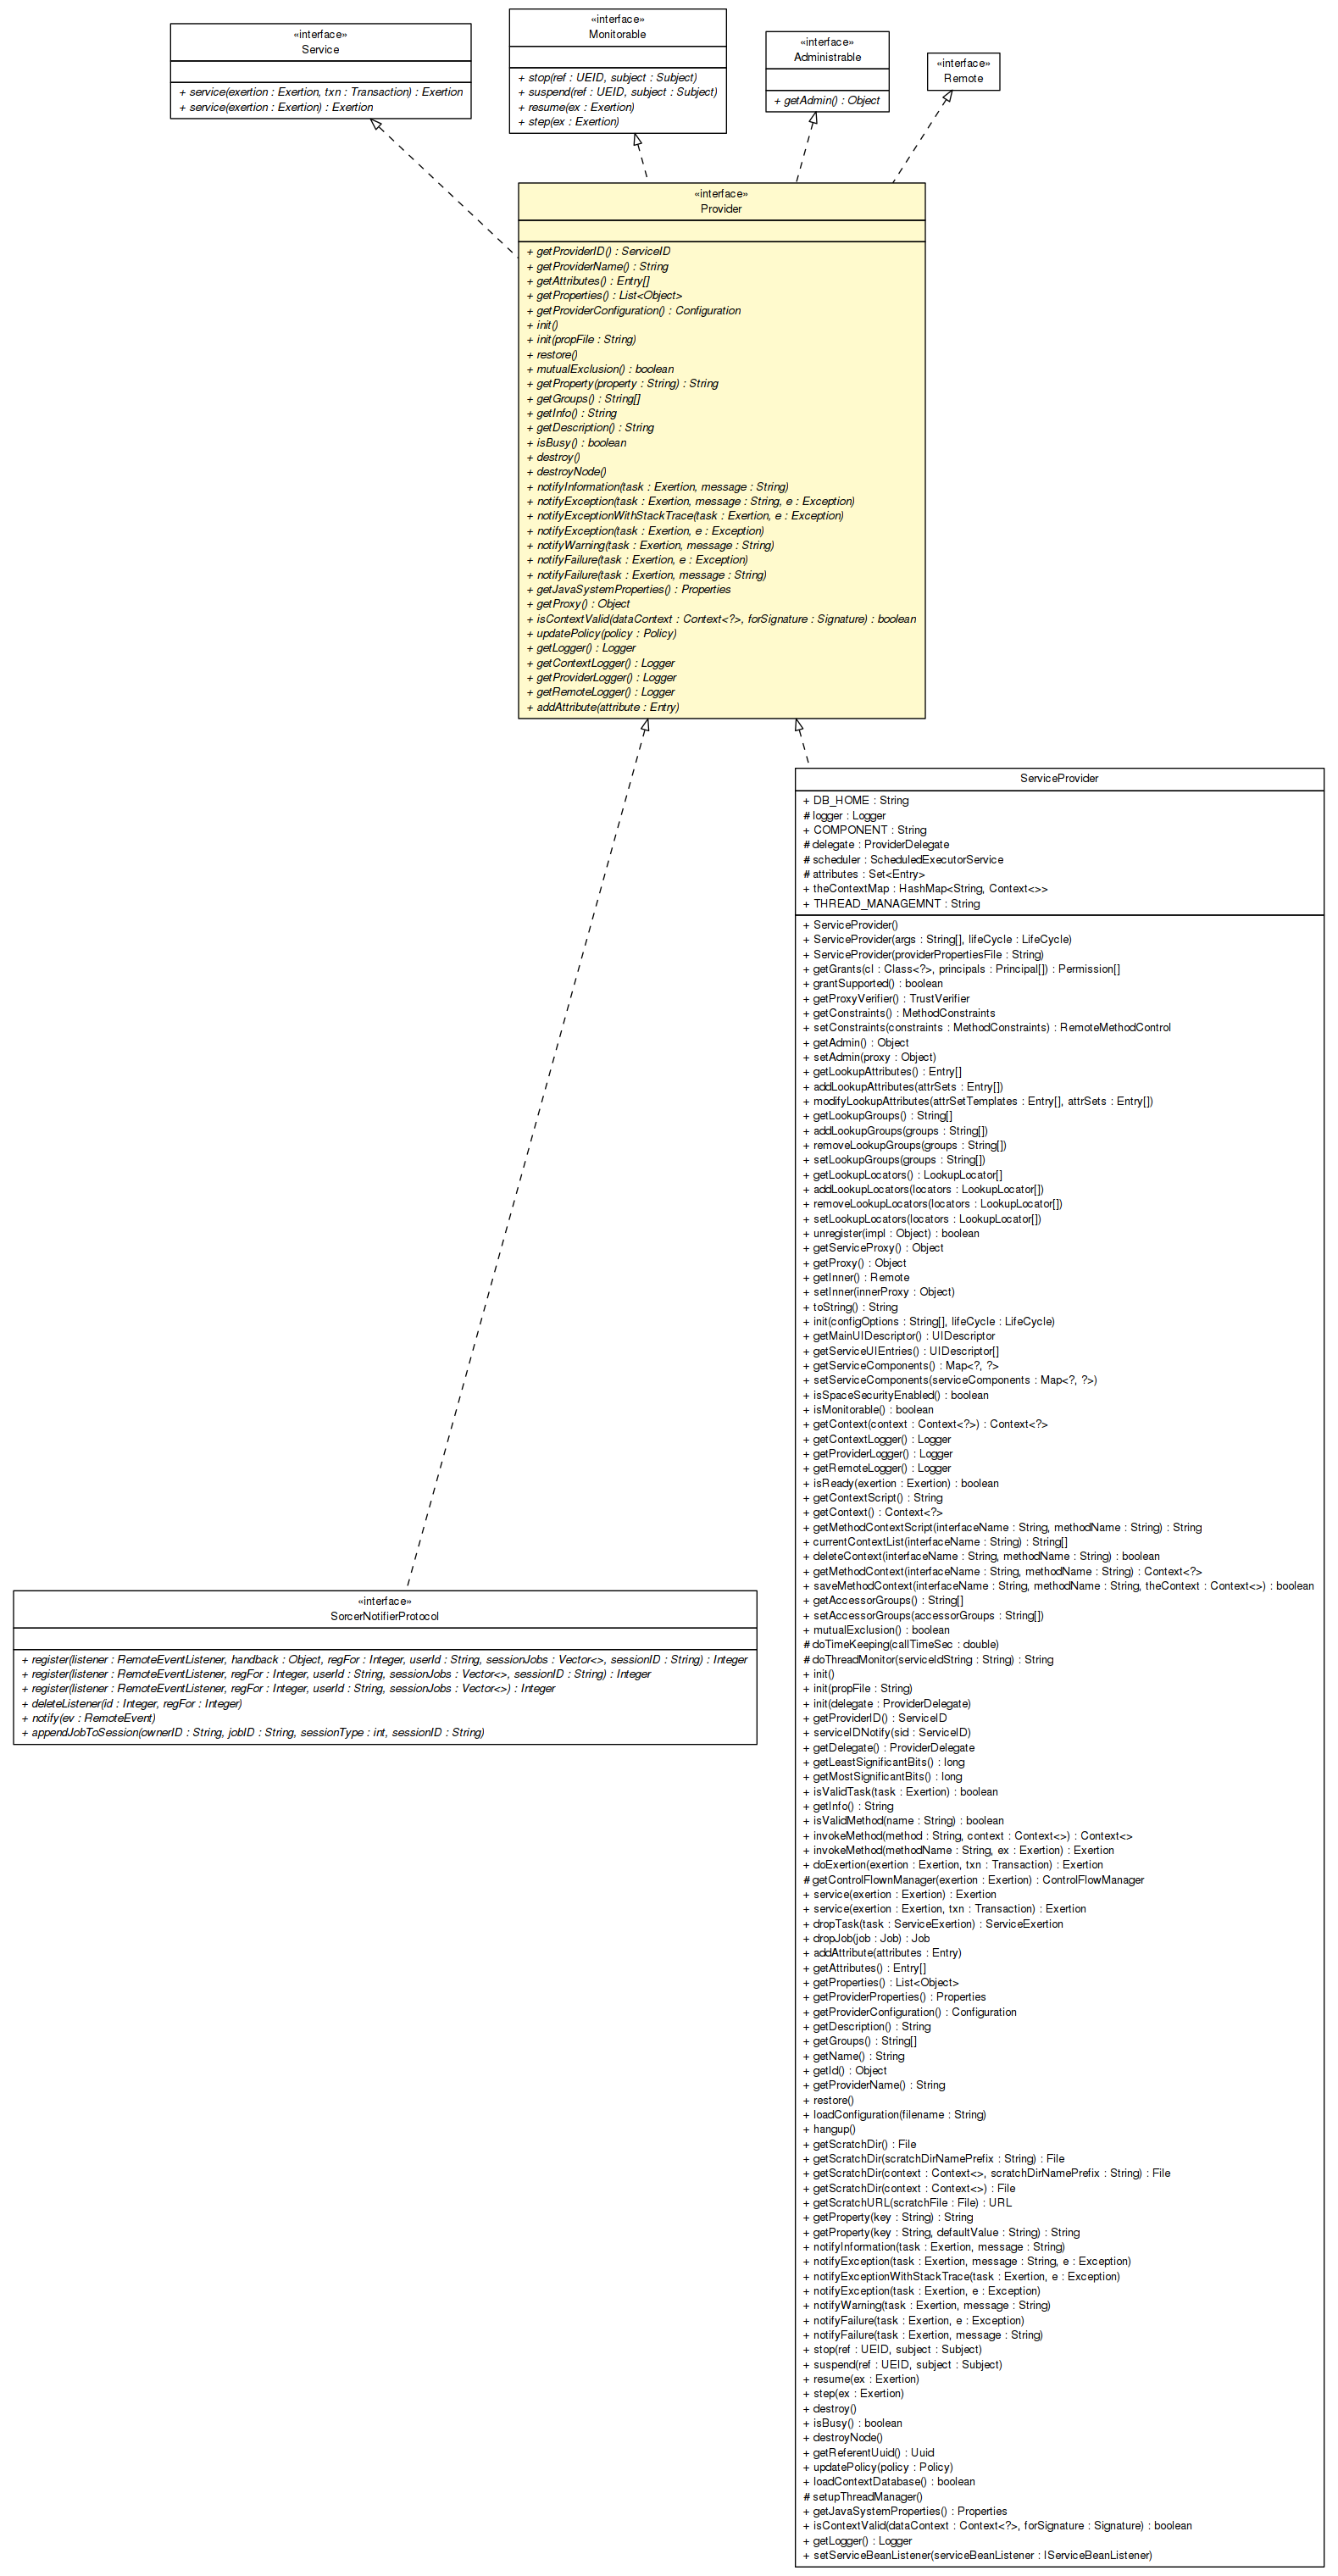 «interface»
Service
+ service(exertion : Exertion, txn : Transaction) : Exertion
+ service(exertion : Exertion) : Exertion
«interface»
Monitorable
+ stop(ref : UEID, subject : Subject)
+ suspend(ref : UEID, subject : Subject)
+ resume(ex : Exertion)
+ step(ex : Exertion)
«interface»
Administrable
+ getAdmin() : Object
«interface»
Remote
«interface»
Provider
+ getProviderID() : ServiceID
+ getProviderName() : String
+ getAttributes() : Entry[]
+ getProperties() : List<Object>
+ getProviderConfiguration() : Configuration
+ init()
+ init(propFile : String)
+ restore()
+ mutualExclusion() : boolean
+ getProperty(property : String) : String
+ getGroups() : String[]
+ getInfo() : String
+ getDescription() : String
+ isBusy() : boolean
+ destroy()
+ destroyNode()
+ notifyInformation(task : Exertion, message : String)
+ notifyException(task : Exertion, message : String, e : Exception)
+ notifyExceptionWithStackTrace(task : Exertion, e : Exception)
+ notifyException(task : Exertion, e : Exception)
+ notifyWarning(task : Exertion, message : String)
+ notifyFailure(task : Exertion, e : Exception)
+ notifyFailure(task : Exertion, message : String)
+ getJavaSystemProperties() : Properties
+ getProxy() : Object
+ isContextValid(dataContext : Context<?>, forSignature : Signature) : boolean
+ updatePolicy(policy : Policy)
+ getLogger() : Logger
+ getContextLogger() : Logger
+ getProviderLogger() : Logger
+ getRemoteLogger() : Logger
+ addAttribute(attribute : Entry)
ServiceProvider
+ DB_HOME : String
# logger : Logger
+ COMPONENT : String
# delegate : ProviderDelegate
# scheduler : ScheduledExecutorService
# attributes : Set<Entry>
+ theContextMap : HashMap<String, Context<>>
+ THREAD_MANAGEMNT : String
+ ServiceProvider()
+ ServiceProvider(args : String[], lifeCycle : LifeCycle)
+ ServiceProvider(providerPropertiesFile : String)
+ getGrants(cl : Class<?>, principals : Principal[]) : Permission[]
+ grantSupported() : boolean
+ getProxyVerifier() : TrustVerifier
+ getConstraints() : MethodConstraints
+ setConstraints(constraints : MethodConstraints) : RemoteMethodControl
+ getAdmin() : Object
+ setAdmin(proxy : Object)
+ getLookupAttributes() : Entry[]
+ addLookupAttributes(attrSets : Entry[])
+ modifyLookupAttributes(attrSetTemplates : Entry[], attrSets : Entry[])
+ getLookupGroups() : String[]
+ addLookupGroups(groups : String[])
+ removeLookupGroups(groups : String[])
+ setLookupGroups(groups : String[])
+ getLookupLocators() : LookupLocator[]
+ addLookupLocators(locators : LookupLocator[])
+ removeLookupLocators(locators : LookupLocator[])
+ setLookupLocators(locators : LookupLocator[])
+ unregister(impl : Object) : boolean
+ getServiceProxy() : Object
+ getProxy() : Object
+ getInner() : Remote
+ setInner(innerProxy : Object)
+ toString() : String
+ init(configOptions : String[], lifeCycle : LifeCycle)
+ getMainUIDescriptor() : UIDescriptor
+ getServiceUIEntries() : UIDescriptor[]
+ getServiceComponents() : Map<?, ?>
+ setServiceComponents(serviceComponents : Map<?, ?>)
+ isSpaceSecurityEnabled() : boolean
+ isMonitorable() : boolean
+ getContext(context : Context<?>) : Context<?>
+ getContextLogger() : Logger
+ getProviderLogger() : Logger
+ getRemoteLogger() : Logger
+ isReady(exertion : Exertion) : boolean
+ getContextScript() : String
+ getContext() : Context<?>
+ getMethodContextScript(interfaceName : String, methodName : String) : String
+ currentContextList(interfaceName : String) : String[]
+ deleteContext(interfaceName : String, methodName : String) : boolean
+ getMethodContext(interfaceName : String, methodName : String) : Context<?>
+ saveMethodContext(interfaceName : String, methodName : String, theContext : Context<>) : boolean
+ getAccessorGroups() : String[]
+ setAccessorGroups(accessorGroups : String[])
+ mutualExclusion() : boolean
# doTimeKeeping(callTimeSec : double)
# doThreadMonitor(serviceIdString : String) : String
+ init()
+ init(propFile : String)
+ init(delegate : ProviderDelegate)
+ getProviderID() : ServiceID
+ serviceIDNotify(sid : ServiceID)
+ getDelegate() : ProviderDelegate
+ getLeastSignificantBits() : long
+ getMostSignificantBits() : long
+ isValidTask(task : Exertion) : boolean
+ getInfo() : String
+ isValidMethod(name : String) : boolean
+ invokeMethod(method : String, context : Context<>) : Context<>
+ invokeMethod(methodName : String, ex : Exertion) : Exertion
+ doExertion(exertion : Exertion, txn : Transaction) : Exertion
# getControlFlownManager(exertion : Exertion) : ControlFlowManager
+ service(exertion : Exertion) : Exertion
+ service(exertion : Exertion, txn : Transaction) : Exertion
+ dropTask(task : ServiceExertion) : ServiceExertion
+ dropJob(job : Job) : Job
+ addAttribute(attributes : Entry)
+ getAttributes() : Entry[]
+ getProperties() : List<Object>
+ getProviderProperties() : Properties
+ getProviderConfiguration() : Configuration
+ getDescription() : String
+ getGroups() : String[]
+ getName() : String
+ getId() : Object
+ getProviderName() : String
+ restore()
+ loadConfiguration(filename : String)
+ hangup()
+ getScratchDir() : File
+ getScratchDir(scratchDirNamePrefix : String) : File
+ getScratchDir(context : Context<>, scratchDirNamePrefix : String) : File
+ getScratchDir(context : Context<>) : File
+ getScratchURL(scratchFile : File) : URL
+ getProperty(key : String) : String
+ getProperty(key : String, defaultValue : String) : String
+ notifyInformation(task : Exertion, message : String)
+ notifyException(task : Exertion, message : String, e : Exception)
+ notifyExceptionWithStackTrace(task : Exertion, e : Exception)
+ notifyException(task : Exertion, e : Exception)
+ notifyWarning(task : Exertion, message : String)
+ notifyFailure(task : Exertion, e : Exception)
+ notifyFailure(task : Exertion, message : String)
+ stop(ref : UEID, subject : Subject)
+ suspend(ref : UEID, subject : Subject)
+ resume(ex : Exertion)
+ step(ex : Exertion)
+ destroy()
+ isBusy() : boolean
+ destroyNode()
+ getReferentUuid() : Uuid
+ updatePolicy(policy : Policy)
+ loadContextDatabase() : boolean
# setupThreadManager()
+ getJavaSystemProperties() : Properties
+ isContextValid(dataContext : Context<?>, forSignature : Signature) : boolean
+ getLogger() : Logger
+ setServiceBeanListener(serviceBeanListener : IServiceBeanListener)
«interface»
SorcerNotifierProtocol
+ register(listener : RemoteEventListener, handback : Object, regFor : Integer, userId : String, sessionJobs : Vector<>, sessionID : String) : Integer
+ register(listener : RemoteEventListener, regFor : Integer, userId : String, sessionJobs : Vector<>, sessionID : String) : Integer
+ register(listener : RemoteEventListener, regFor : Integer, userId : String, sessionJobs : Vector<>) : Integer
+ deleteListener(id : Integer, regFor : Integer)
+ notify(ev : RemoteEvent)
+ appendJobToSession(ownerID : String, jobID : String, sessionType : int, sessionID : String)